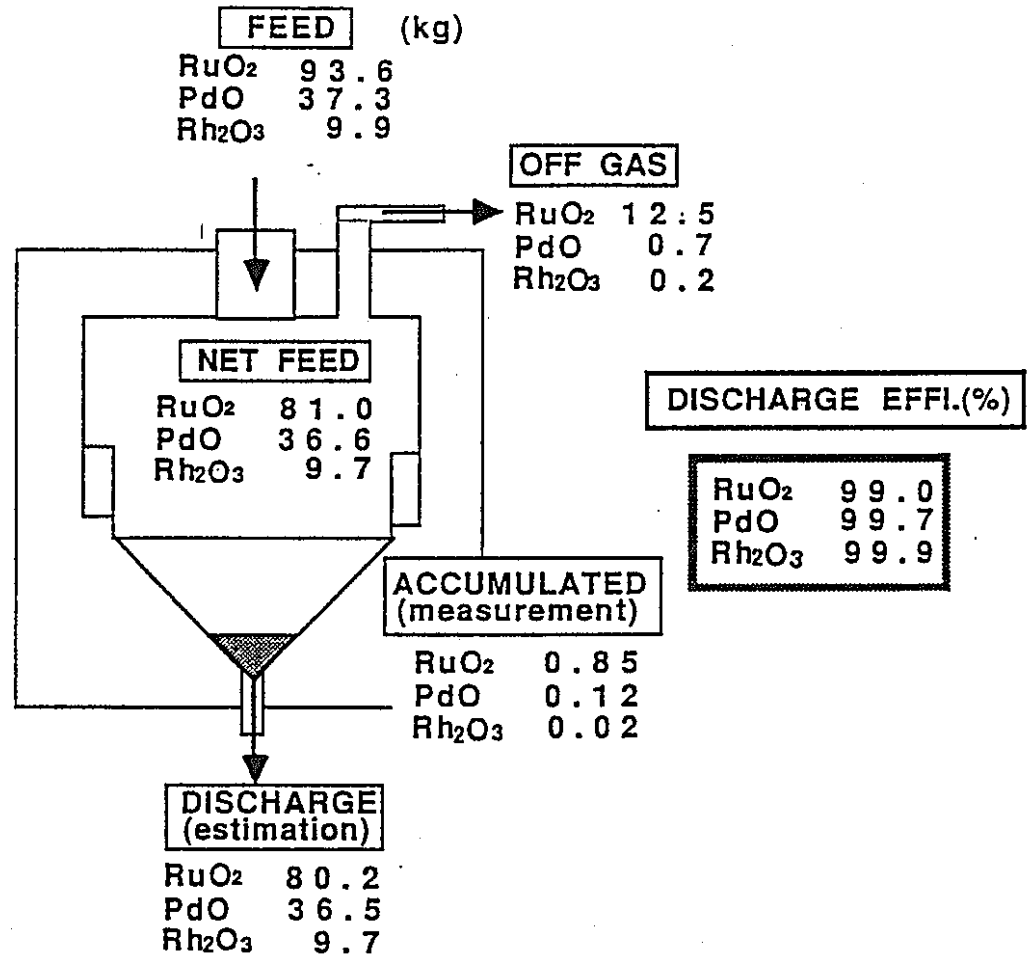 FEED (kg)
RuO₂ 93.6
PdO 37.3
Rh₂O₃ 9.9
OFF GAS
RuO₂ 12.5
PdO 0.7
Rh₂O₃ 0.2
NET FEED
RuO₂ 81.0
PdO 36.6
Rh₂O₃ 9.7
DISCHARGE EFFI.(%)
RuO₂ 99.0
PdO 99.7
Rh₂O₃ 99.9
ACCUMULATED
(measurement)
RuO₂ 0.85
PdO 0.12
Rh₂O₃ 0.02
DISCHARGE
(estimation)
RuO₂ 80.2
PdO 36.5
Rh₂O₃ 9.7